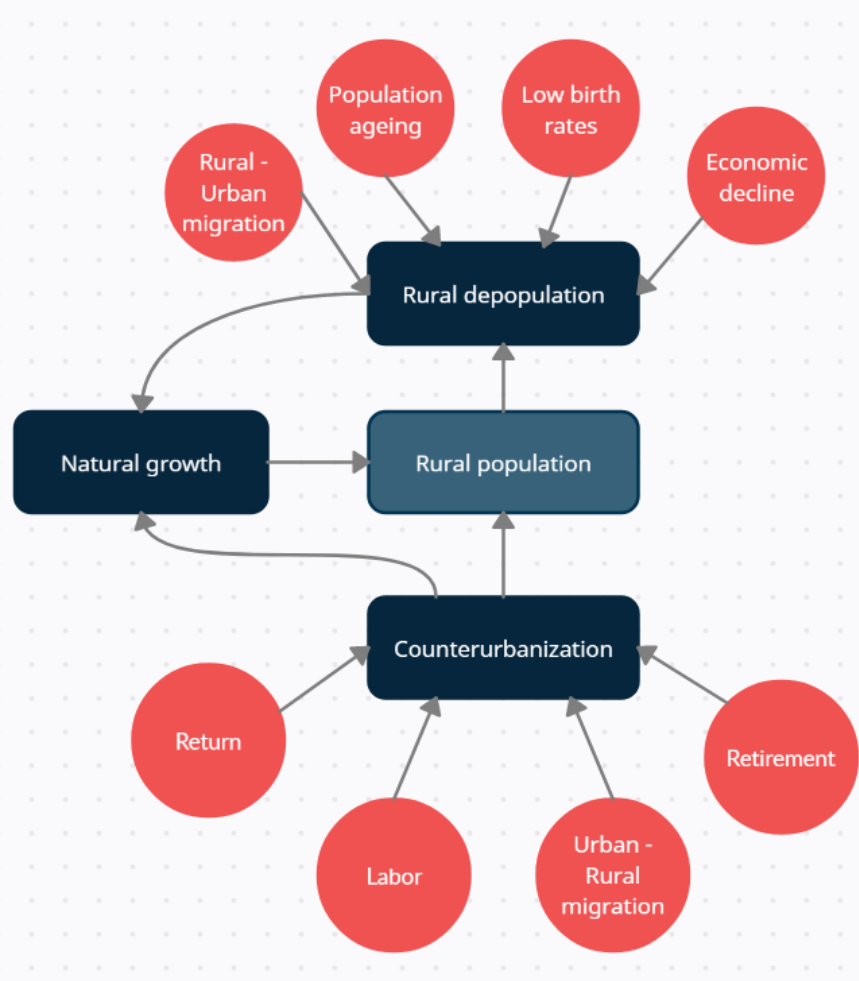 Population
ageing
Low birth
rates
Rural -
Urban
migration
Economic
decline
Rural depopulation
Natural growth
Rural population
Counterurbanization
Return
Retirement
Labor
Urban -
Rural
migration